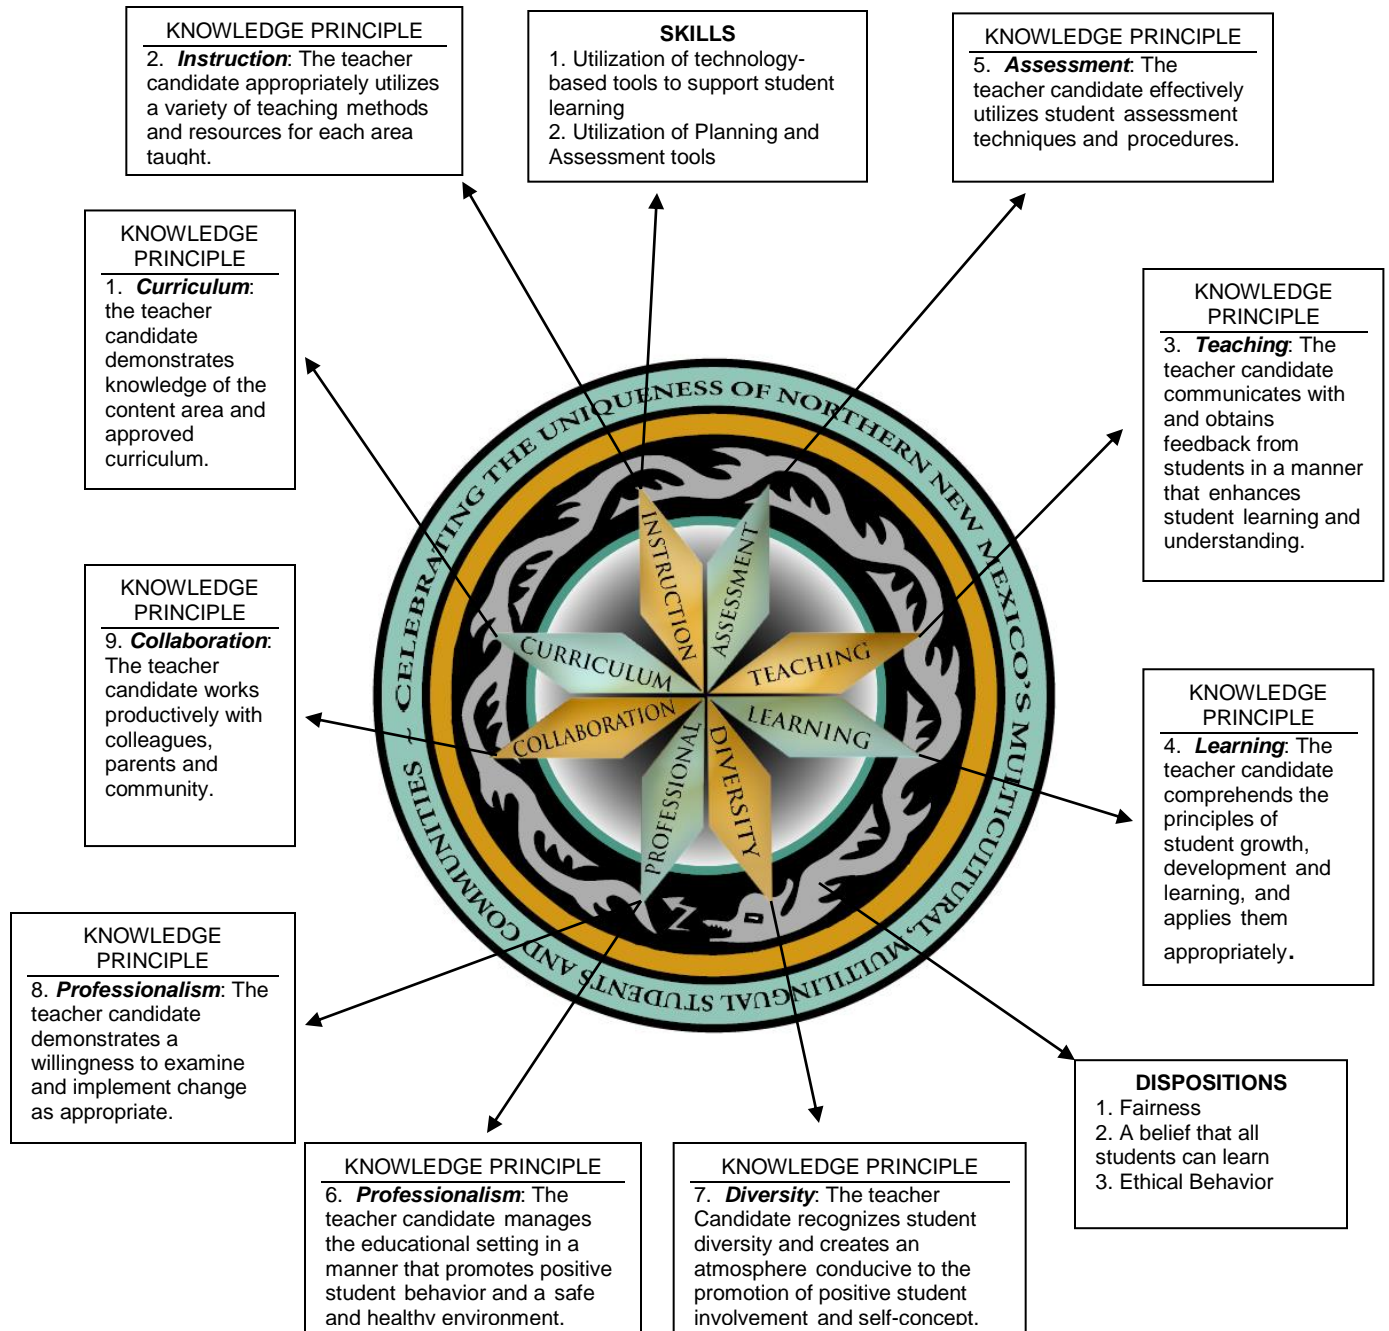 KNOWLEDGE PRINCIPLE
2. Instruction: The teacher
candidate appropriately utilizes
a variety of teaching methods
and resources for each area
taught.
SKILLS
1. Utilization of technology-
based tools to support student
learning
2. Utilization of Planning and
Assessment tools
KNOWLEDGE PRINCIPLE
5. Assessment: The
teacher candidate effectively
utilizes student assessment
techniques and procedures.
KNOWLEDGE
PRINCIPLE
1. Curriculum:
the teacher
candidate
demonstrates
knowledge of the
content area and
approved
curriculum.
KNOWLEDGE
PRINCIPLE
3. Teaching: The
teacher candidate
communicates with
and obtains
feedback from
students in a manner
that enhances
student learning and
understanding.
~ CELEBRATING THE UNIQUENESS OF NORTHERN NEW MEXICO'S MULTICULTURAL, MULTILINGUAL STUDENTS AND COMMUNITIES
INSTRUCTION
ASSESSMENT
CURRICULUM
TEACHING
COLLABORATION
LEARNING
PROFESSIONAL
DIVERSITY
KNOWLEDGE
PRINCIPLE
9. Collaboration:
The teacher
candidate works
productively with
colleagues,
parents and
community.
KNOWLEDGE
PRINCIPLE
4. Learning: The
teacher candidate
comprehends the
principles of
student growth,
development and
learning, and
applies them
appropriately.
KNOWLEDGE
PRINCIPLE
8. Professionalism: The
teacher candidate
demonstrates a
willingness to examine
and implement change
as appropriate.
DISPOSITIONS
1. Fairness
2. A belief that all
students can learn
3. Ethical Behavior
KNOWLEDGE PRINCIPLE
6. Professionalism: The
teacher candidate manages
the educational setting in a
manner that promotes positive
student behavior and a safe
and healthy environment.
KNOWLEDGE PRINCIPLE
7. Diversity: The teacher
Candidate recognizes student
diversity and creates an
atmosphere conducive to the
promotion of positive student
involvement and self-concept.